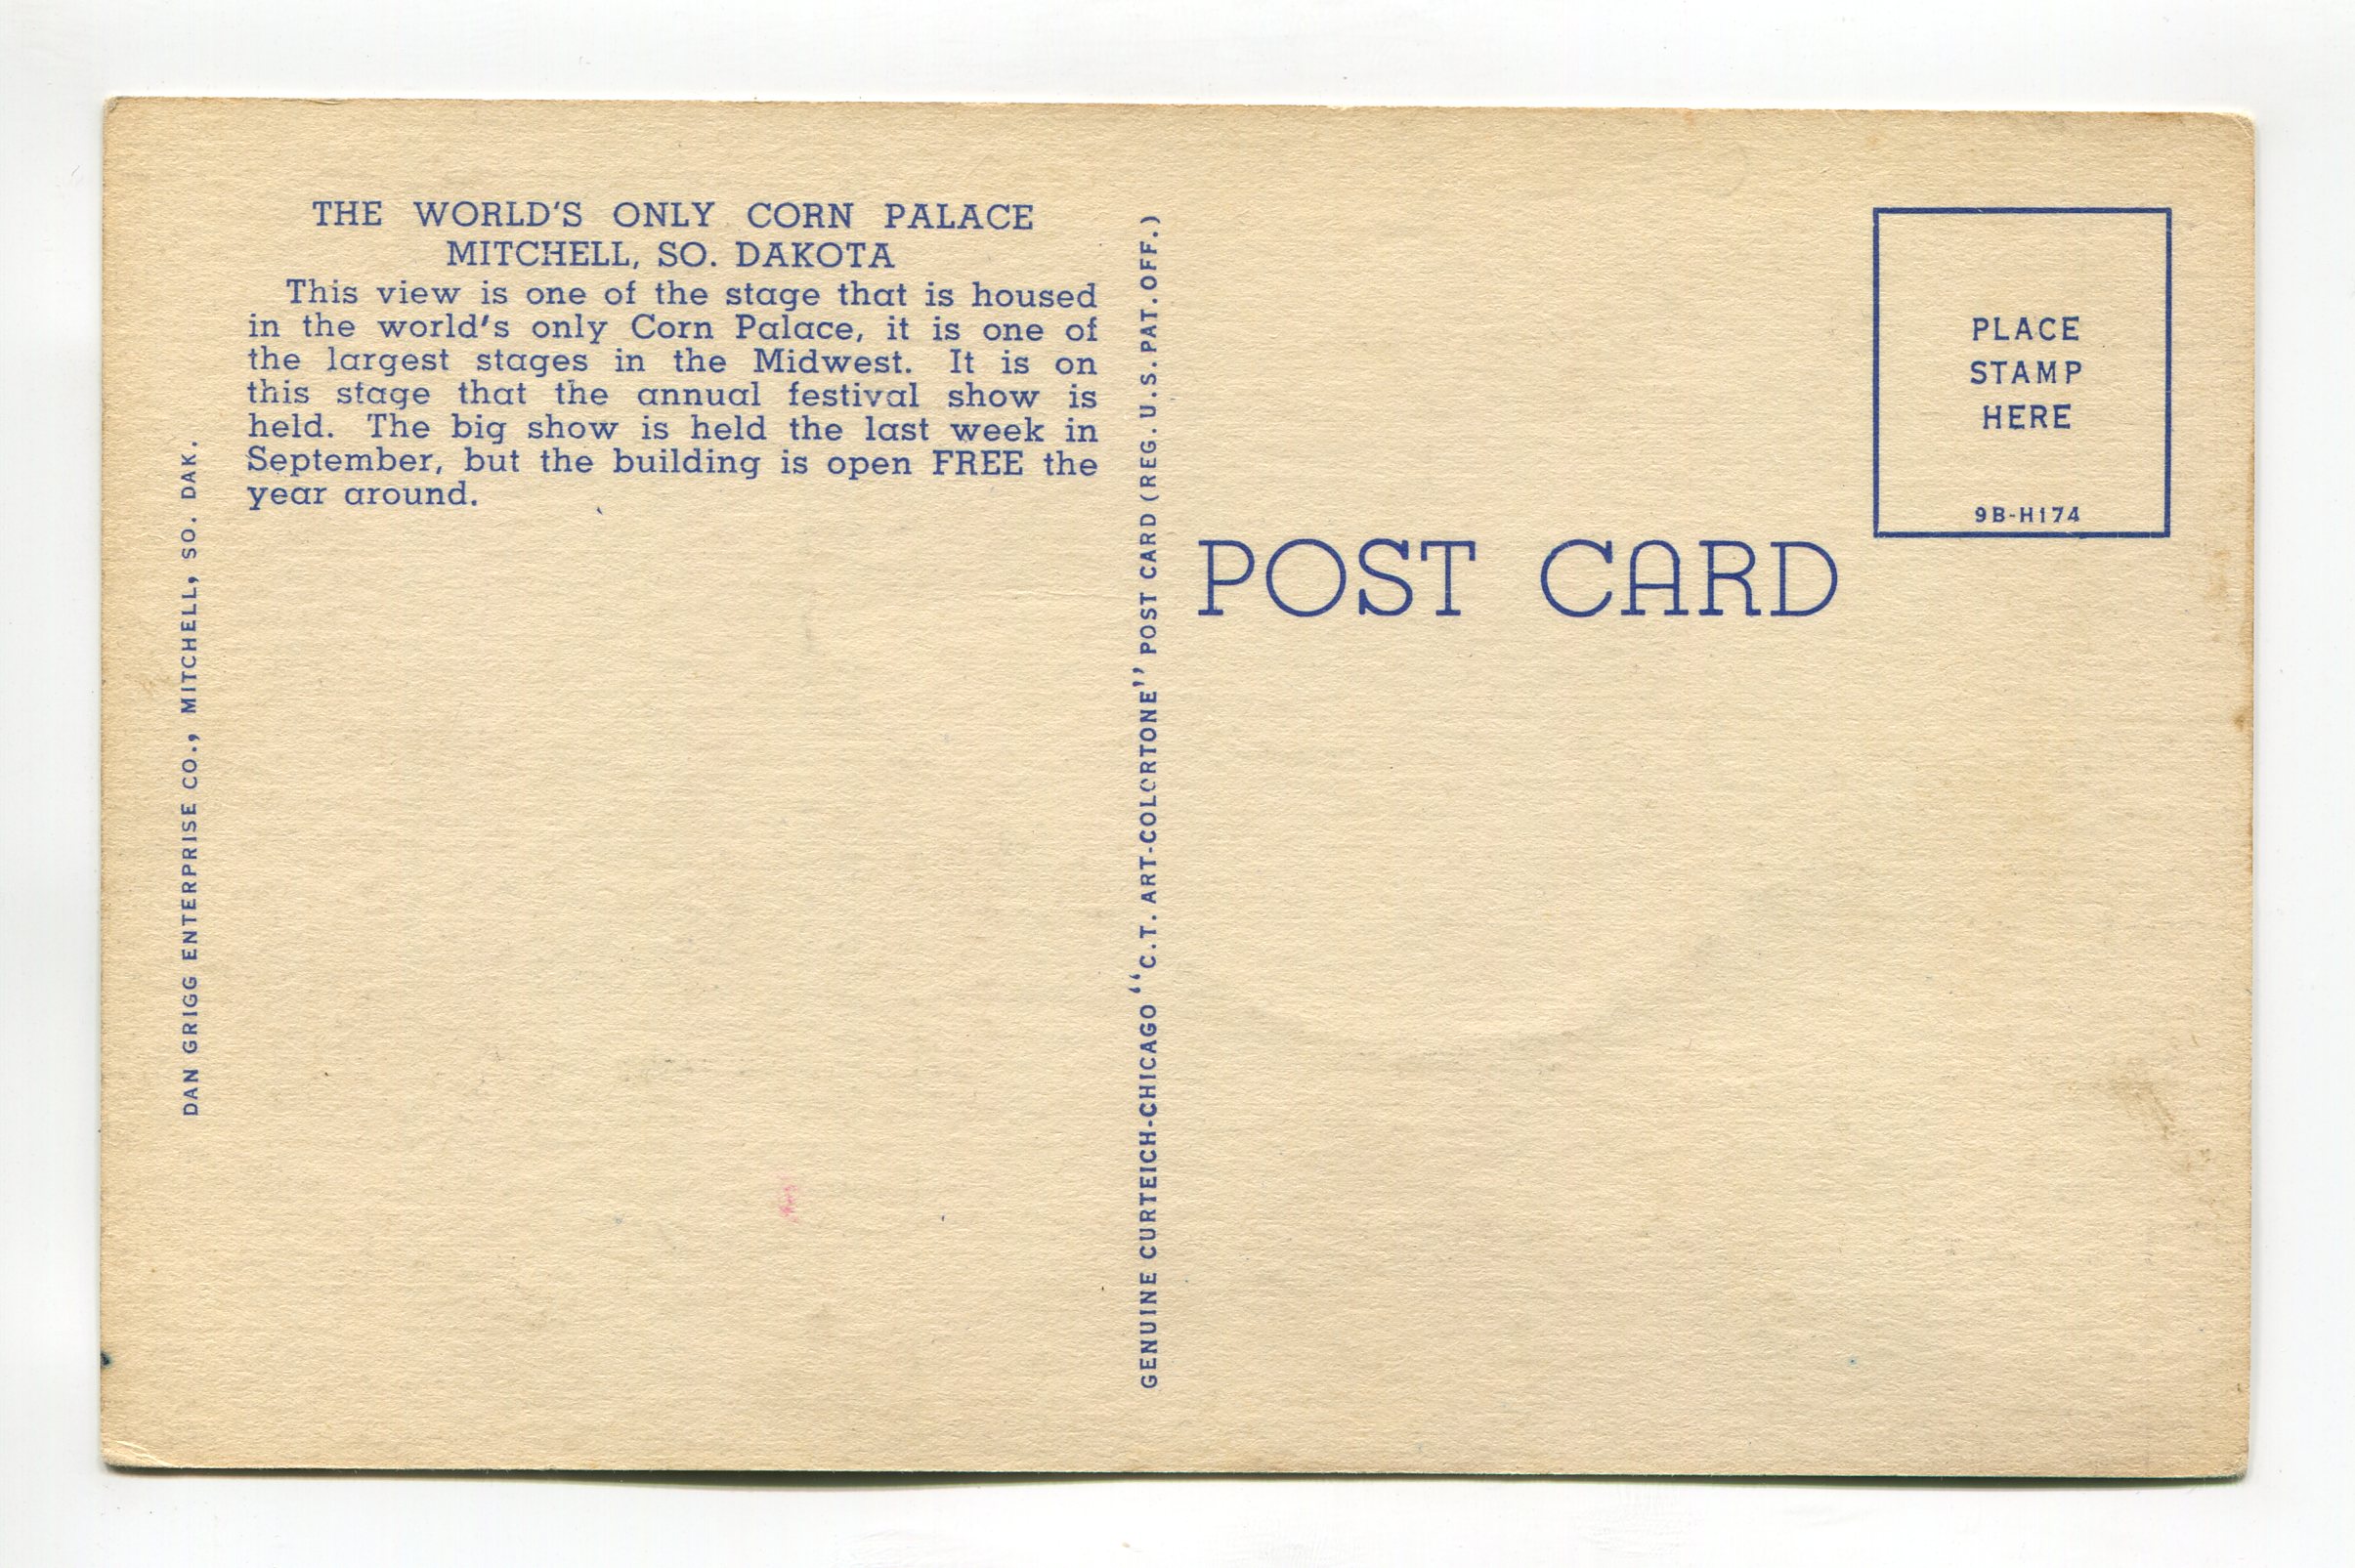 THE WORLD'S ONLY CORN PALACE
MITCHELL, SO. DAKOTA
This view is one of the stage that is housed
in the world's only Corn Palace, it is one of
the largest stages in the Midwest. It is on
this stage that the annual festival show is
held. The big show is held the last week in
September, but the building is open FREE the
year around.
DAN GRIGG ENTERPRISE CO., MITCHELL, SO. DAK.
GENUINE CURTEICH-CHICAGO "C.T. ART-COLORTONE" POST CARD (REG. U.S. PAT. OFF.)
POST CARD
PLACE
STAMP
HERE
9B-H174